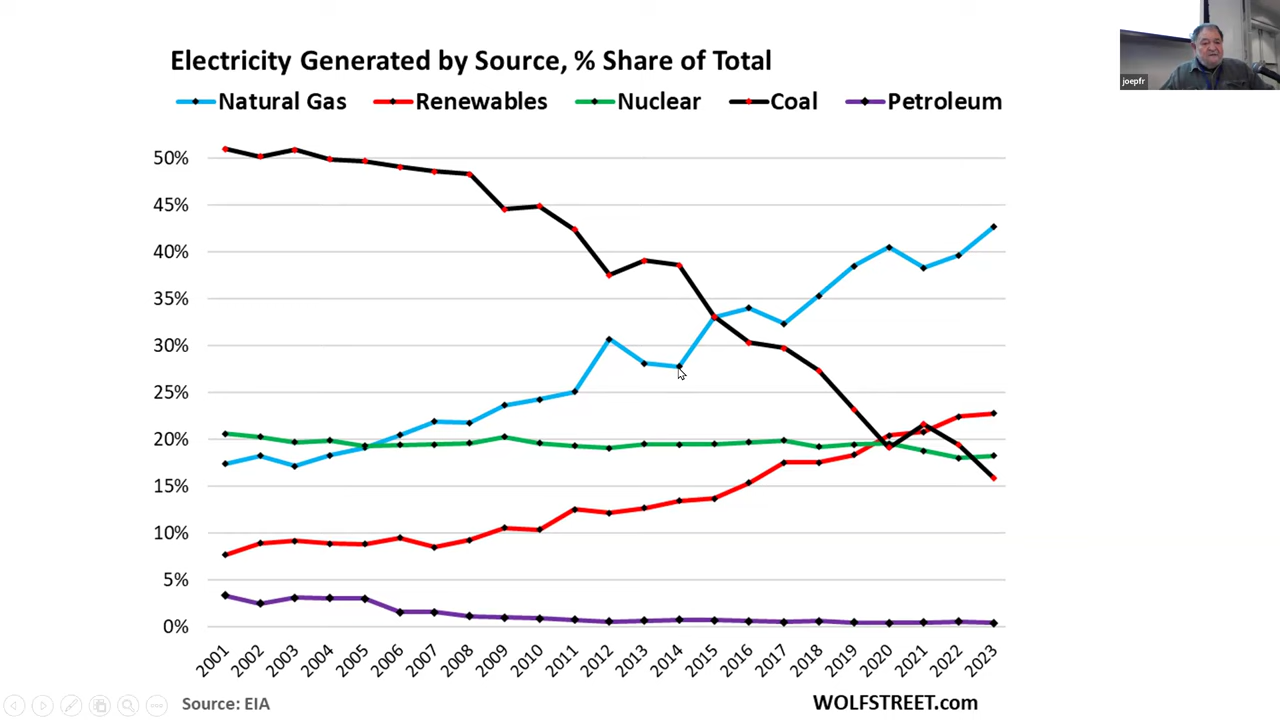 Electricity Generated by Source, % Share of Total
Natural Gas Renewables Nuclear Coal Petroleum
joepfr
50%
45%
40%
35%
30%
25%
20%
15%
10%
5%
0%
2001 2002 2003 2004 2005 2006 2007 2008 2009 2010 2011 2012 2013 2014 2015 2016 2017 2018 2019 2020 2021 2022 2023
Source: EIA WOLFSTREET.com